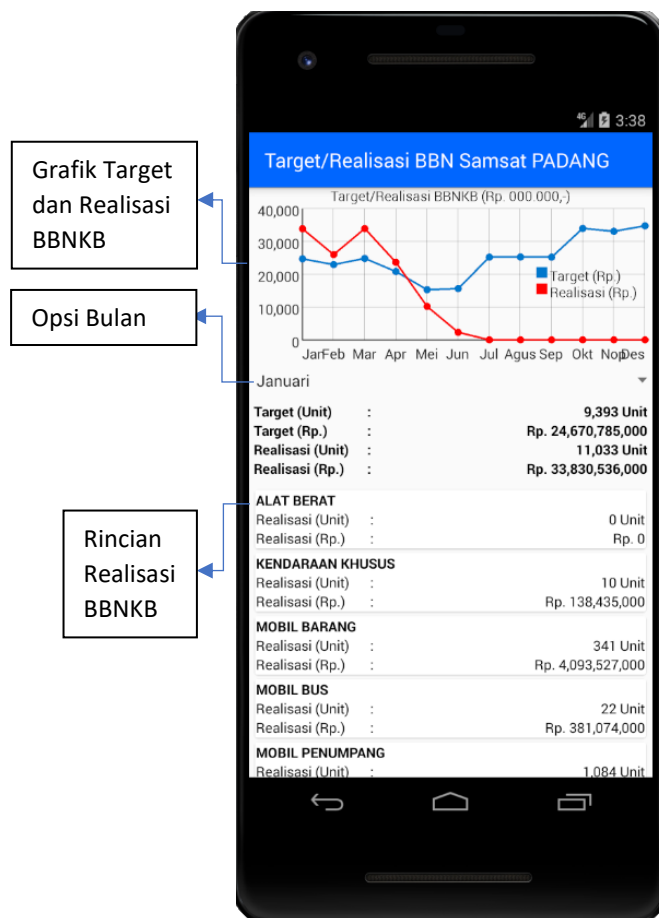 Grafik Target
dan Realisasi
BBNKB
Opsi Bulan
Rincian
Realisasi
BBNKB
4G 3:38
Target/Realisasi BBN Samsat PADANG
Target/Realisasi BBNKB (Rp. 000.000,-)
40,000
30,000
20,000
10,000
0
Target (Rp.)
Realisasi (Rp.)
Jan Feb Mar Apr Mei Jun Jul Agus Sep Okt Nop Des
Januari
Target (Unit) : 9,393 Unit
Target (Rp.) : Rp. 24,670,785,000
Realisasi (Unit) : 11,033 Unit
Realisasi (Rp.) : Rp. 33,830,536,000
ALAT BERAT
Realisasi (Unit) : 0 Unit
Realisasi (Rp.) : Rp. 0
KENDARAAN KHUSUS
Realisasi (Unit) : 10 Unit
Realisasi (Rp.) : Rp. 138,435,000
MOBIL BARANG
Realisasi (Unit) : 341 Unit
Realisasi (Rp.) : Rp. 4,093,527,000
MOBIL BUS
Realisasi (Unit) : 22 Unit
Realisasi (Rp.) : Rp. 381,074,000
MOBIL PENUMPANG
Realisasi (Unit) : 1,084 Unit